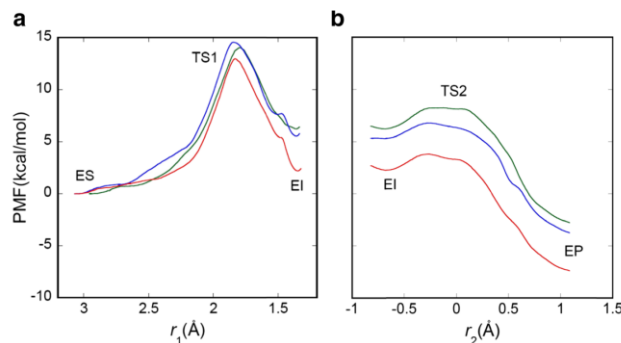 a
b
15
10
5
0
-5
-10
PMF(kcal/mol)
TS1
ES
EI
3
2.5
2
1.5
r1(Å)
TS2
EI
EP
-1
-0.5
0
0.5
1
1.5
r2(Å)